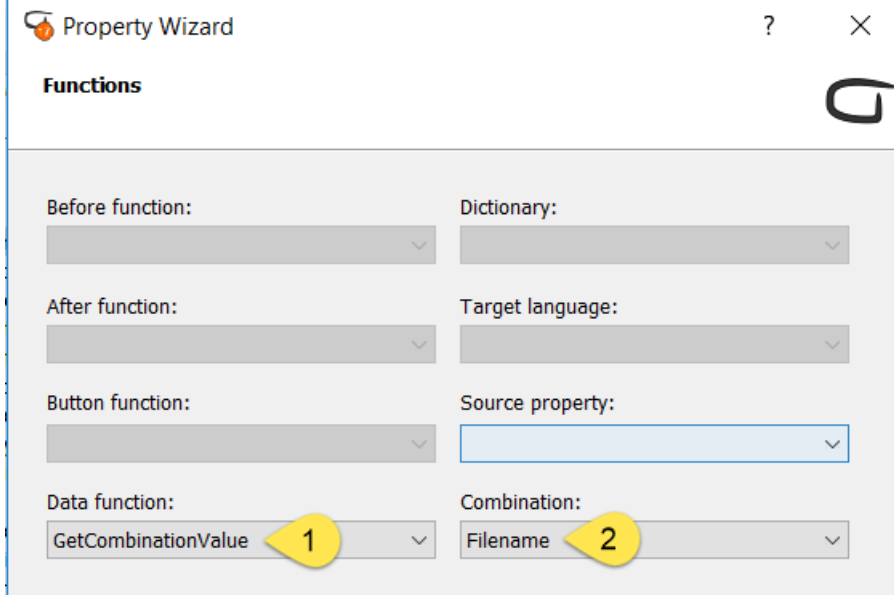 Property Wizard ?
Functions
Before function: Dictionary:
After function: Target language:
Button function: Source property:
Data function: Combination:
GetCombinationValue 1 Filename 2